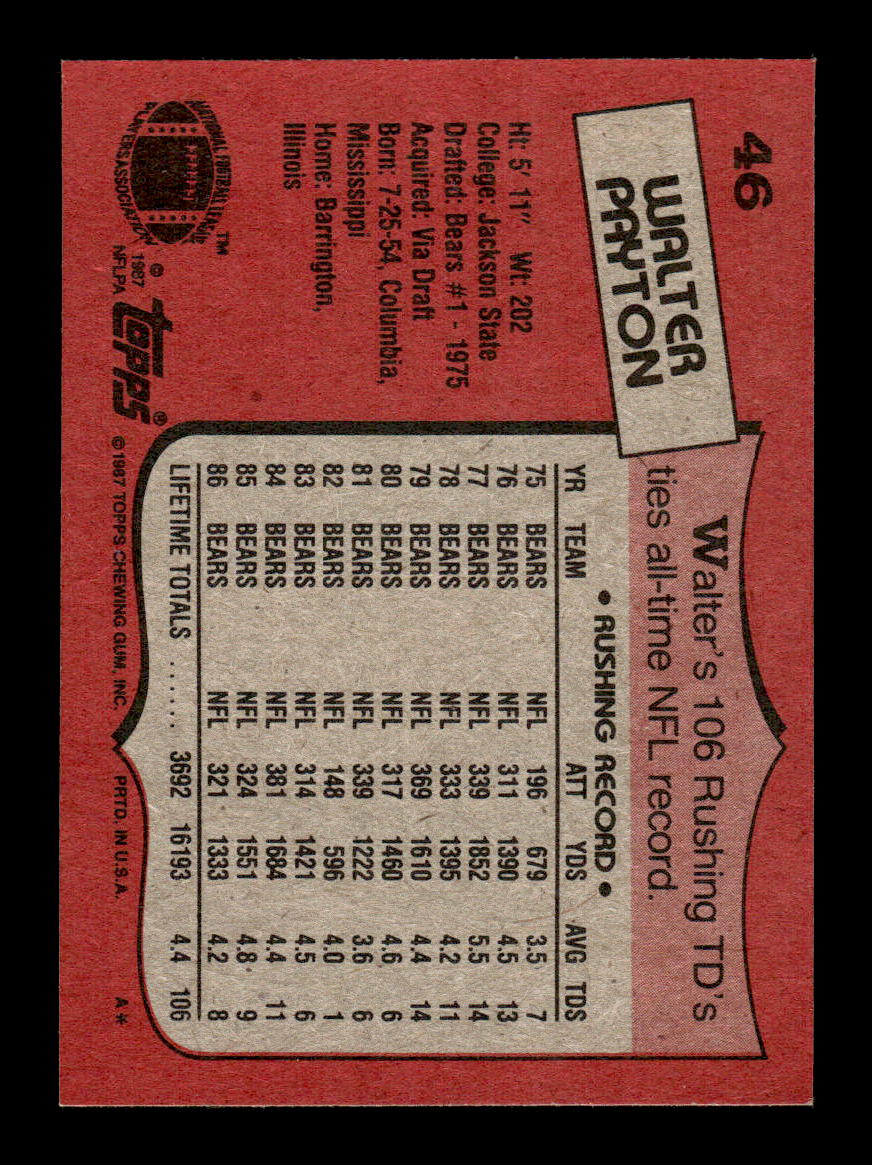 46
WALTER
PAYTON
Ht: 5' 11" Wt: 202
College: Jackson State
Drafted: Bears #1 - 1975
Acquired: Via Draft
Born: 7-25-54, Columbia,
Mississippi
Home: Barrington,
Illinois
NATIONAL FOOTBALL LEAGUE
PLAYERS ASSOCIATION
™
© 1987
NFLPA
Topps®
Walter's 106 Rushing TD's
ties all-time NFL record.
• RUSHING RECORD •
YR TEAM ATT YDS AVG TDS
75 BEARS NFL 196 679 3.5 7
76 BEARS NFL 311 1390 4.5 13
77 BEARS NFL 339 1852 5.5 14
78 BEARS NFL 333 1395 4.2 11
79 BEARS NFL 369 1610 4.4 14
80 BEARS NFL 317 1460 4.6 6
81 BEARS NFL 339 1222 3.6 6
82 BEARS NFL 148 596 4.0 1
83 BEARS NFL 314 1421 4.5 6
84 BEARS NFL 381 1684 4.4 11
85 BEARS NFL 324 1551 4.8 9
86 BEARS NFL 321 1333 4.2 8
LIFETIME TOTALS ...... 3692 16193 4.4 106
©1987 TOPPS CHEWING GUM, INC. PRTD. IN U.S.A. A*